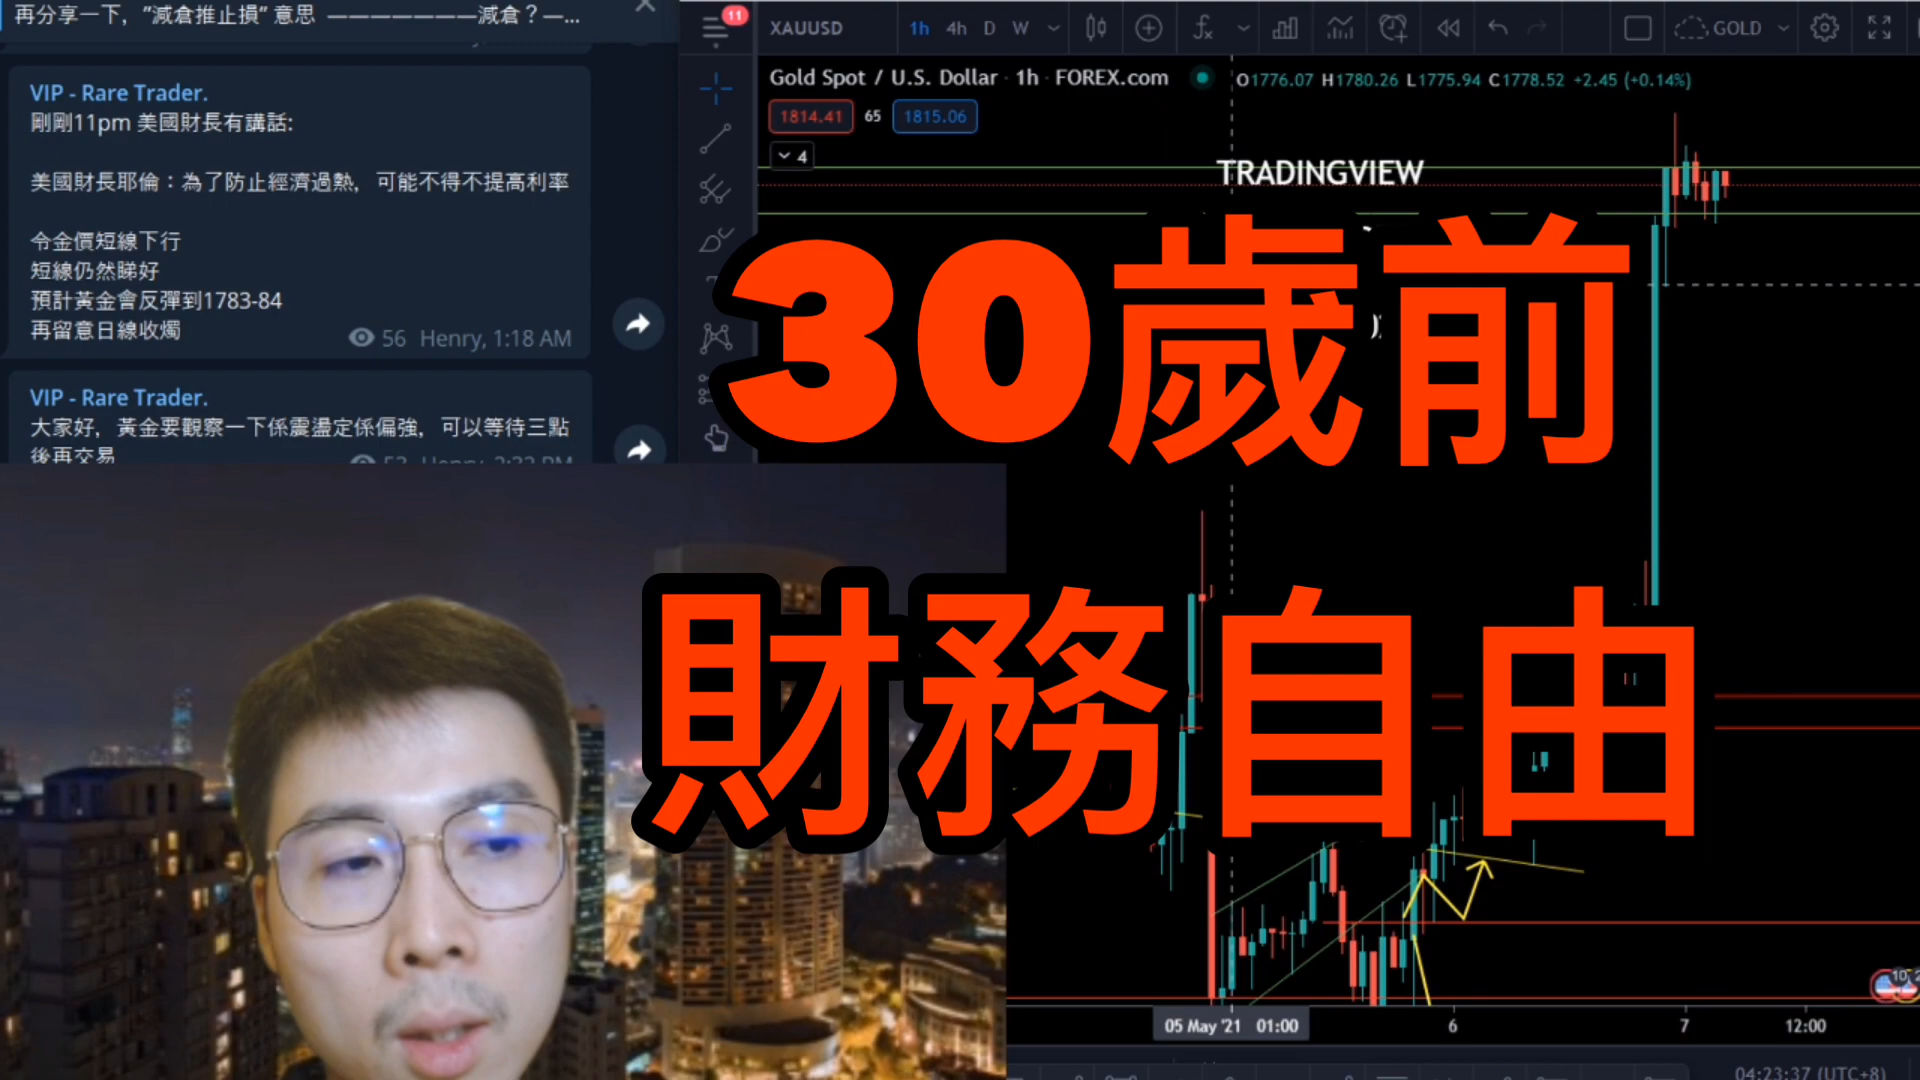 再分享一下，"減倉推止損" 意思 ————————減倉？—...
VIP - Rare Trader.
剛剛11pm 美國財長有講話:
美國財長耶倫：為了防止經濟過熱，可能不得不提高利率
令金價短線下行
短線仍然睇好
預計黃金會反彈到1783-84
再留意日線收燭
56 Henry, 1:18 AM
VIP - Rare Trader.
大家好，黃金要觀察一下係震盪定係偏強，可以等待三點
後再交易
11
XAUUSD
1h 4h D W
GOLD
Gold Spot / U.S. Dollar · 1h · FOREX.com
O1776.07 H1780.26 L1775.94 C1778.52 +2.45 (+0.14%)
1814.41 65 1815.06
4
TRADINGVIEW
30歲前
財務自由
05 May '21 01:00
6
7
12:00
04:23:37 (UTC+8)